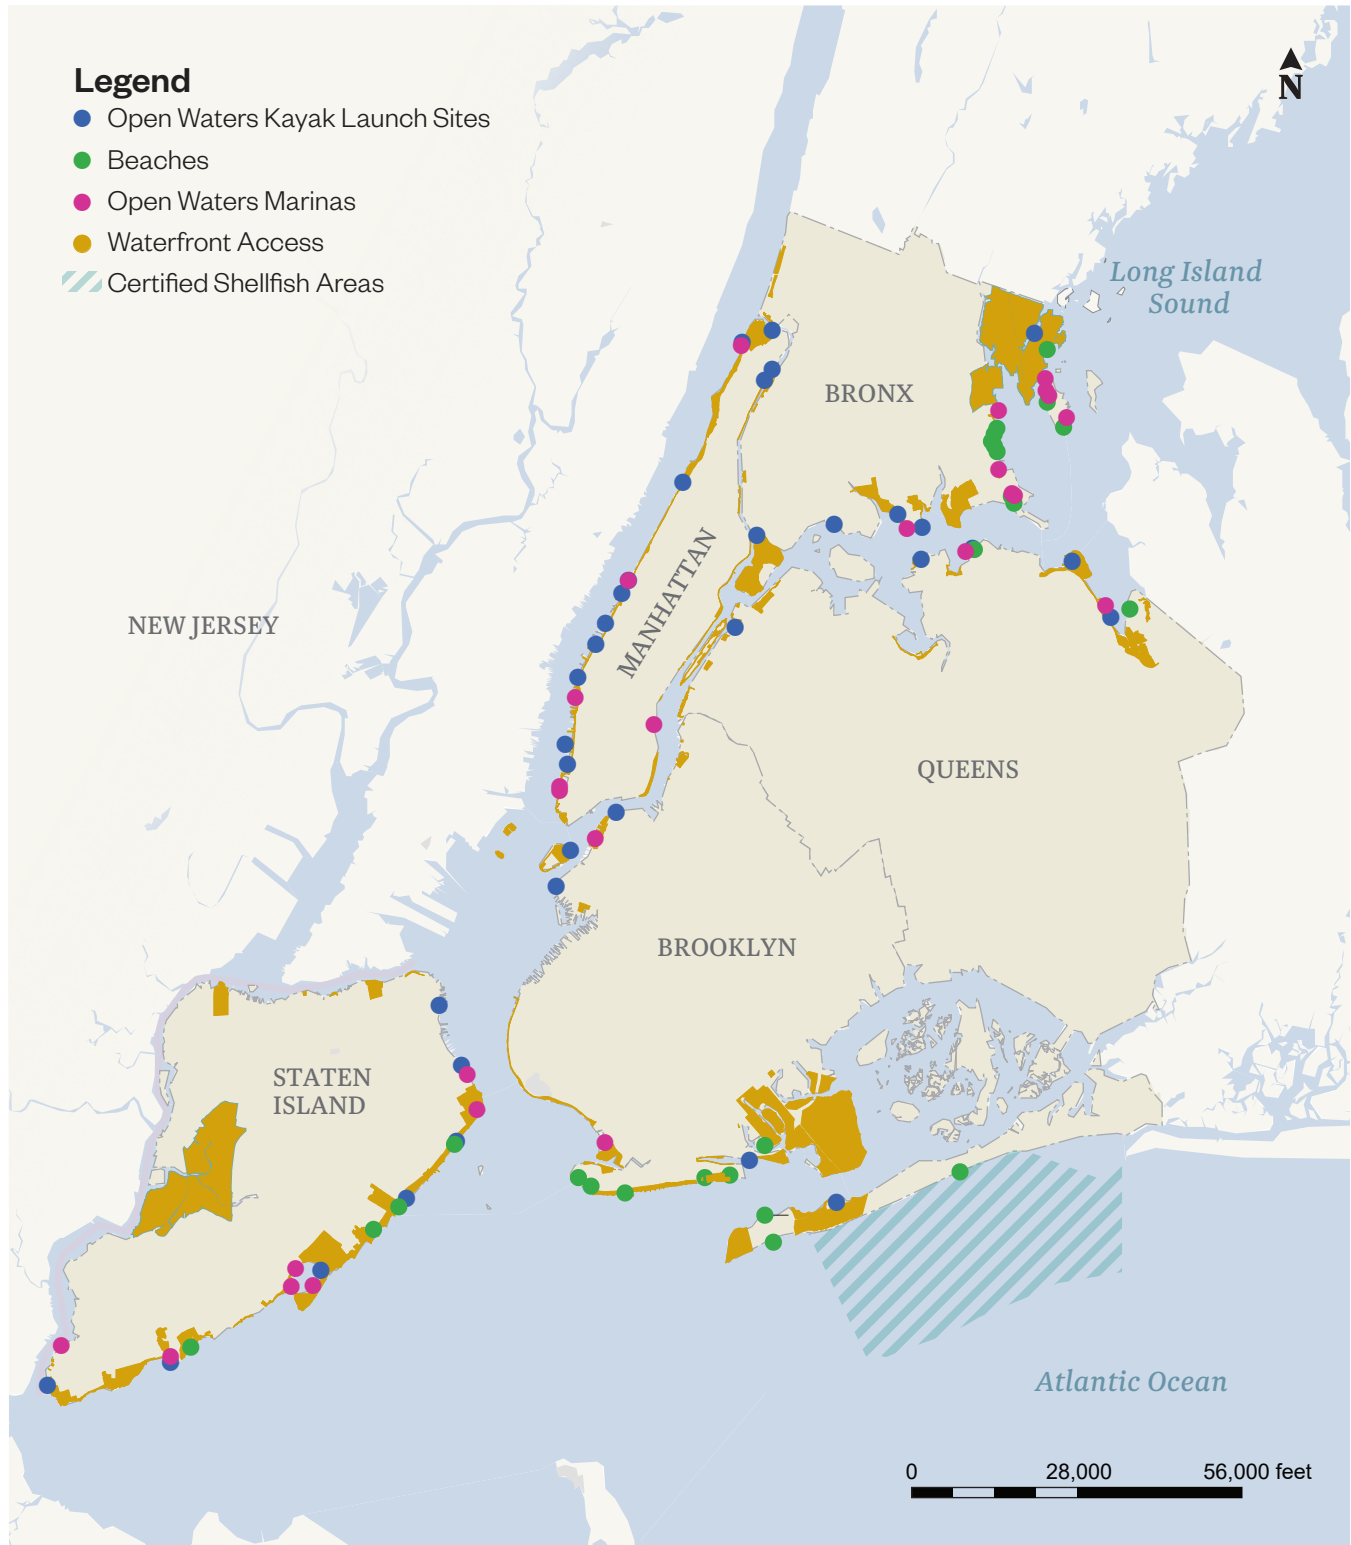 Legend
Open Waters Kayak Launch Sites
Beaches
Open Waters Marinas
Waterfront Access
Certified Shellfish Areas
N
Long Island
Sound
BRONX
MANHATTAN
NEW JERSEY
QUEENS
BROOKLYN
STATEN
ISLAND
Atlantic Ocean
0 28,000 56,000 feet